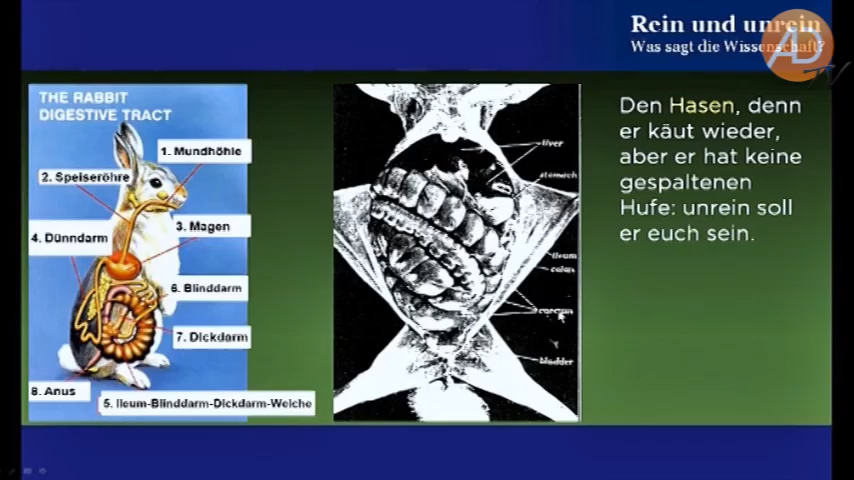 Rein und unrein
Was sagt die Wissenschaft?
THE RABBIT
DIGESTIVE TRACT
1. Mundhöhle
2. Speiseröhre
3. Magen
4. Dünndarm
6. Blinddarm
7. Dickdarm
8. Anus
5. Ileum-Blinddarm-Dickdarm-Weiche
liver
stomach
ileum
colon
caecum
bladder
Den Hasen, denn
er käut wieder,
aber er hat keine
gespaltenen
Hufe: unrein soll
er euch sein.
AD
TV